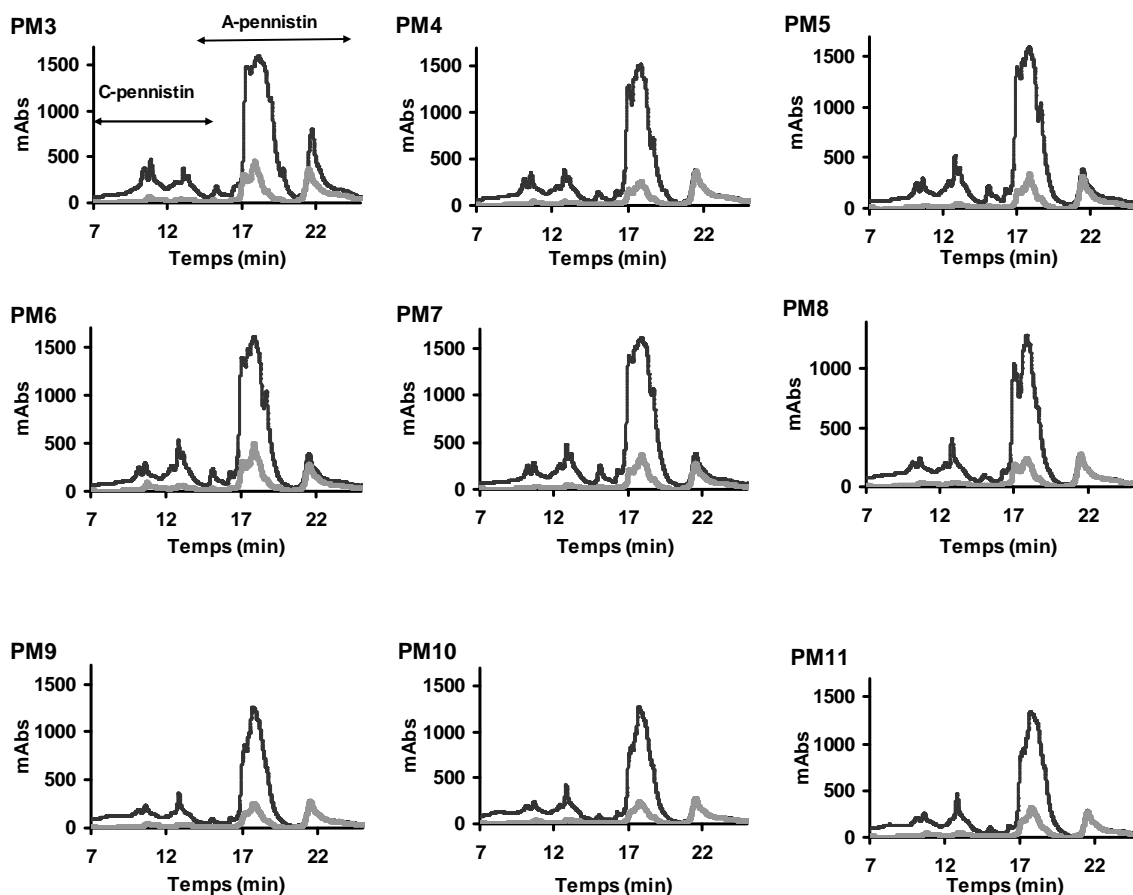 PM3
C-pennistin
A-pennistin
mAbs
1500
1000
500
0
7 12 17 22
Temps (min)
PM4
mAbs
1500
1000
500
0
7 12 17 22
Temps (min)
PM5
mAbs
1500
1000
500
0
7 12 17 22
Temps (min)
PM6
mAbs
1500
1000
500
0
7 12 17 22
Temps (min)
PM7
mAbs
1500
1000
500
0
7 12 17 22
Temps (min)
PM8
mAbs
1000
500
0
7 12 17 22
Temps (min)
PM9
mAbs
1500
1000
500
0
7 12 17 22
Temps (min)
PM10
mAbs
1500
1000
500
0
7 12 17 22
Temps (min)
PM11
mAbs
1500
1000
500
0
7 12 17 22
Temps (min)